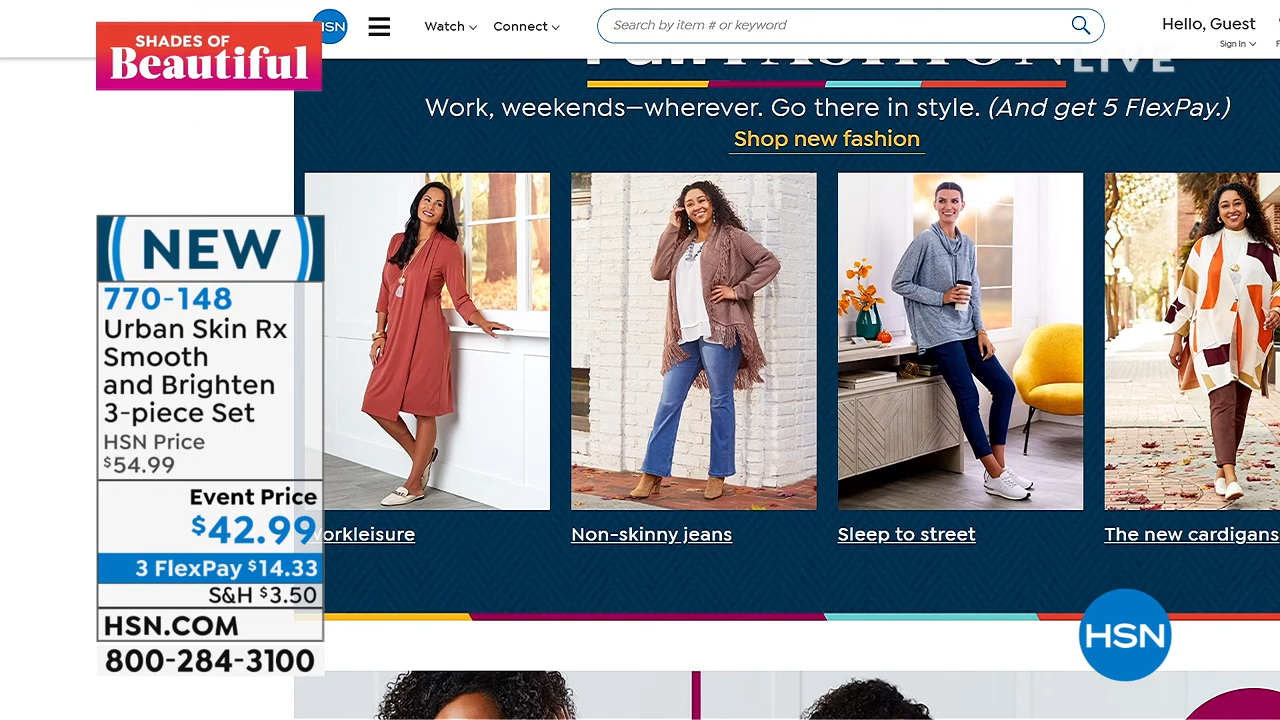 SHADES OF
Beautiful
HSN
Watch
Connect
Search by item # or keyword
Hello, Guest
Sign In
FASHION
LIVE
Work, weekends—wherever. Go there in style. (And get 5 FlexPay.)
Shop new fashion
(NEW)
770-148
Urban Skin Rx
Smooth
and Brighten
3-piece Set
HSN Price
$54.99
Event Price
$42.99
3 FlexPay $14.33
S&H $3.50
HSN.COM
800-284-3100
orkleisure
Non-skinny jeans
Sleep to street
The new cardigans
HSN